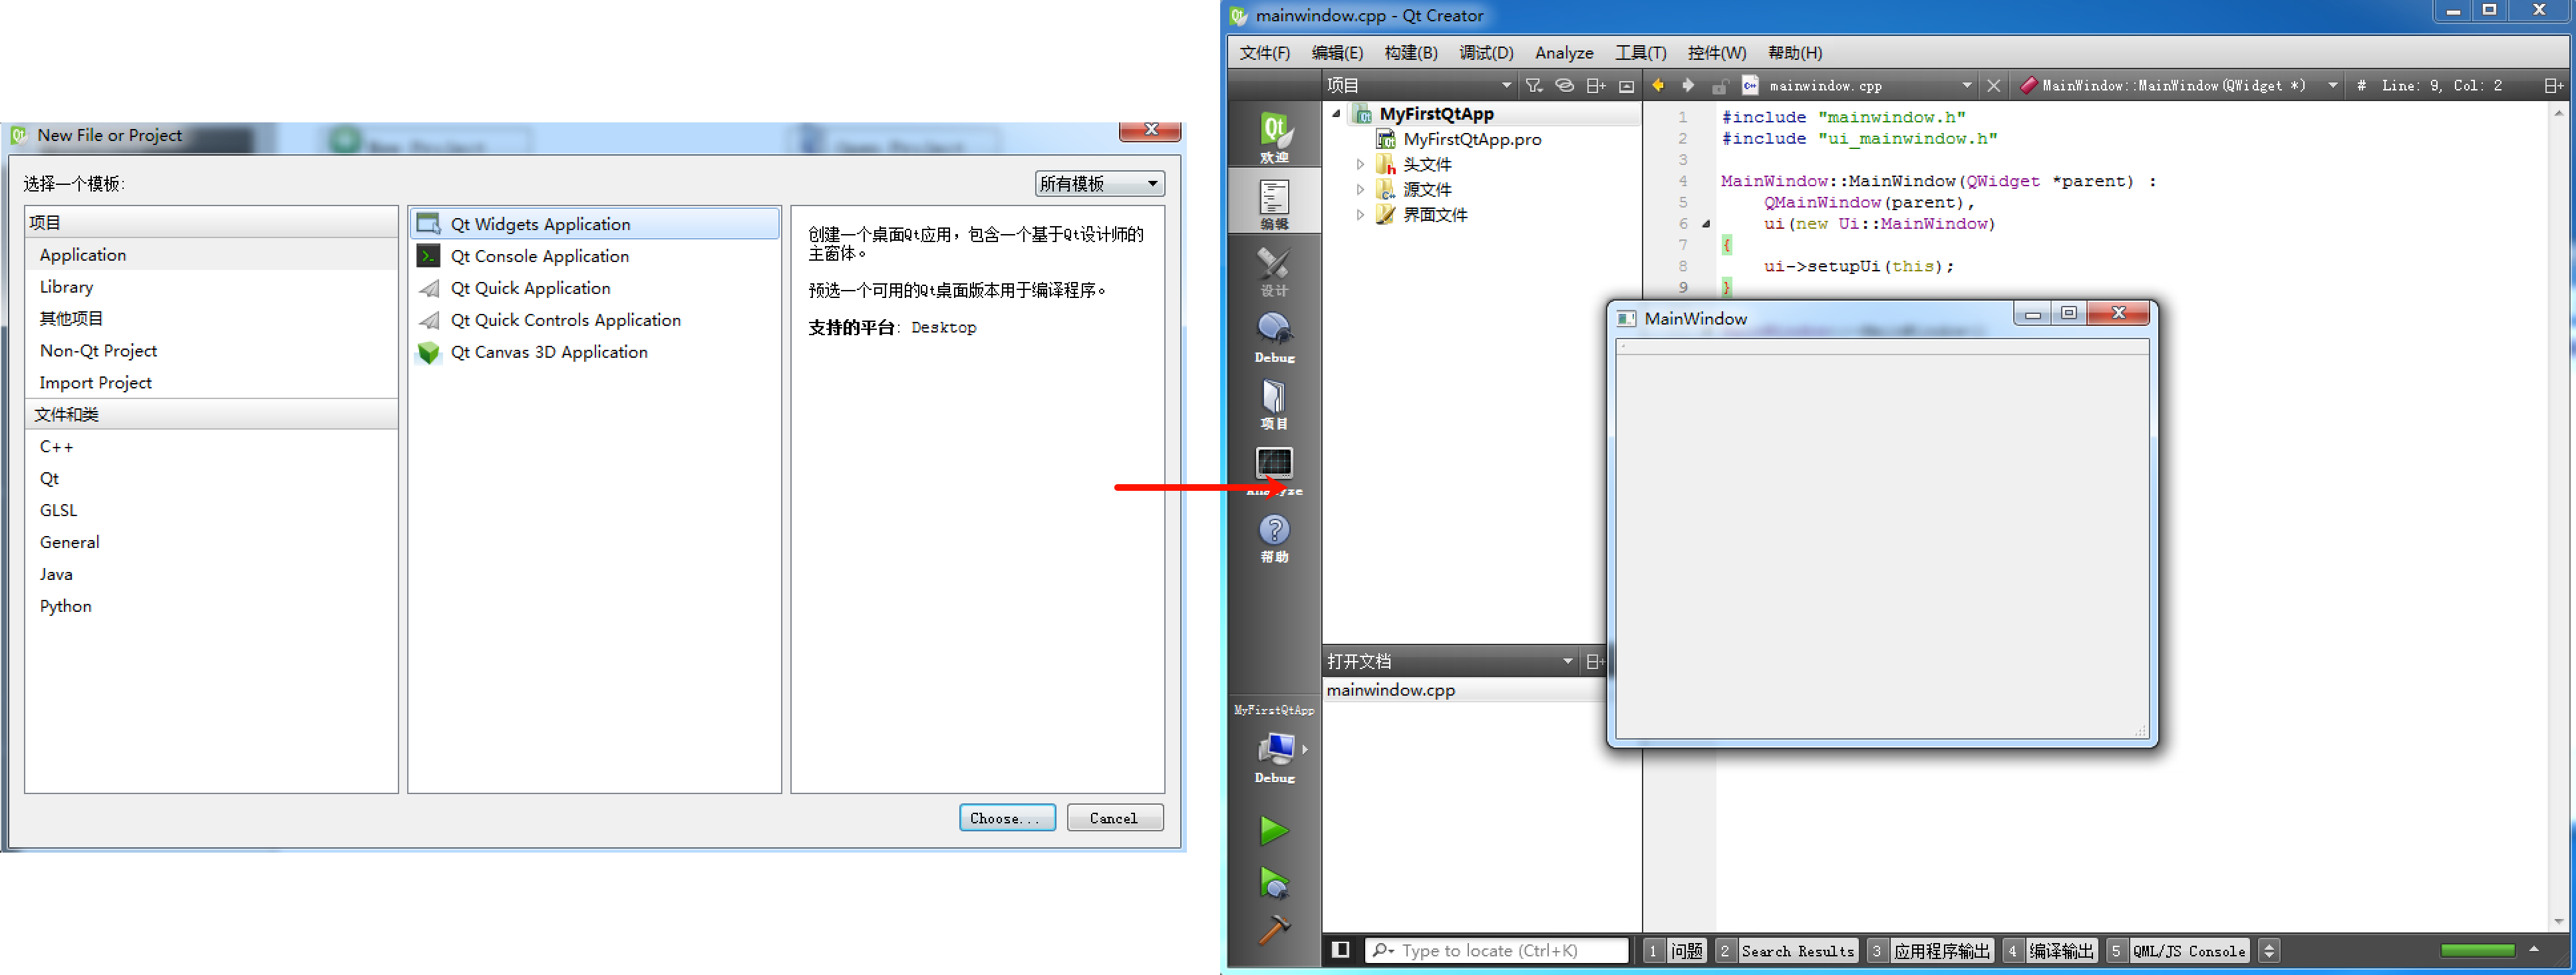 New File or Project
选择一个模板:
所有模板
项目
Application
Library
其他项目
Non-Qt Project
Import Project
文件和类
C++
Qt
GLSL
General
Java
Python
Qt Widgets Application
Qt Console Application
Qt Quick Application
Qt Quick Controls Application
Qt Canvas 3D Application
创建一个桌面Qt应用，包含一个基于Qt设计师的
主窗体。
预选一个可用的Qt桌面版本用于编译程序。
支持的平台: Desktop
Choose...
Cancel
mainwindow.cpp - Qt Creator
文件(F) 编辑(E) 构建(B) 调试(D) Analyze 工具(T) 控件(W) 帮助(H)
项目
mainwindow.cpp
MainWindow::MainWindow(QWidget *)
# Line: 9, Col: 2
欢迎
编辑
设计
Debug
项目
Analyze
帮助
MyFirstQtApp
Debug
MyFirstQtApp
MyFirstQtApp.pro
头文件
源文件
界面文件
打开文档
mainwindow.cpp
1 #include "mainwindow.h"
2 #include "ui_mainwindow.h"
3
4 MainWindow::MainWindow(QWidget *parent) :
5 QMainWindow(parent),
6 ui(new Ui::MainWindow)
7 {
8 ui->setupUi(this);
9 }
MainWindow
Type to locate (Ctrl+K)
1 问题 2 Search Results 3 应用程序输出 4 编译输出 5 QML/JS Console